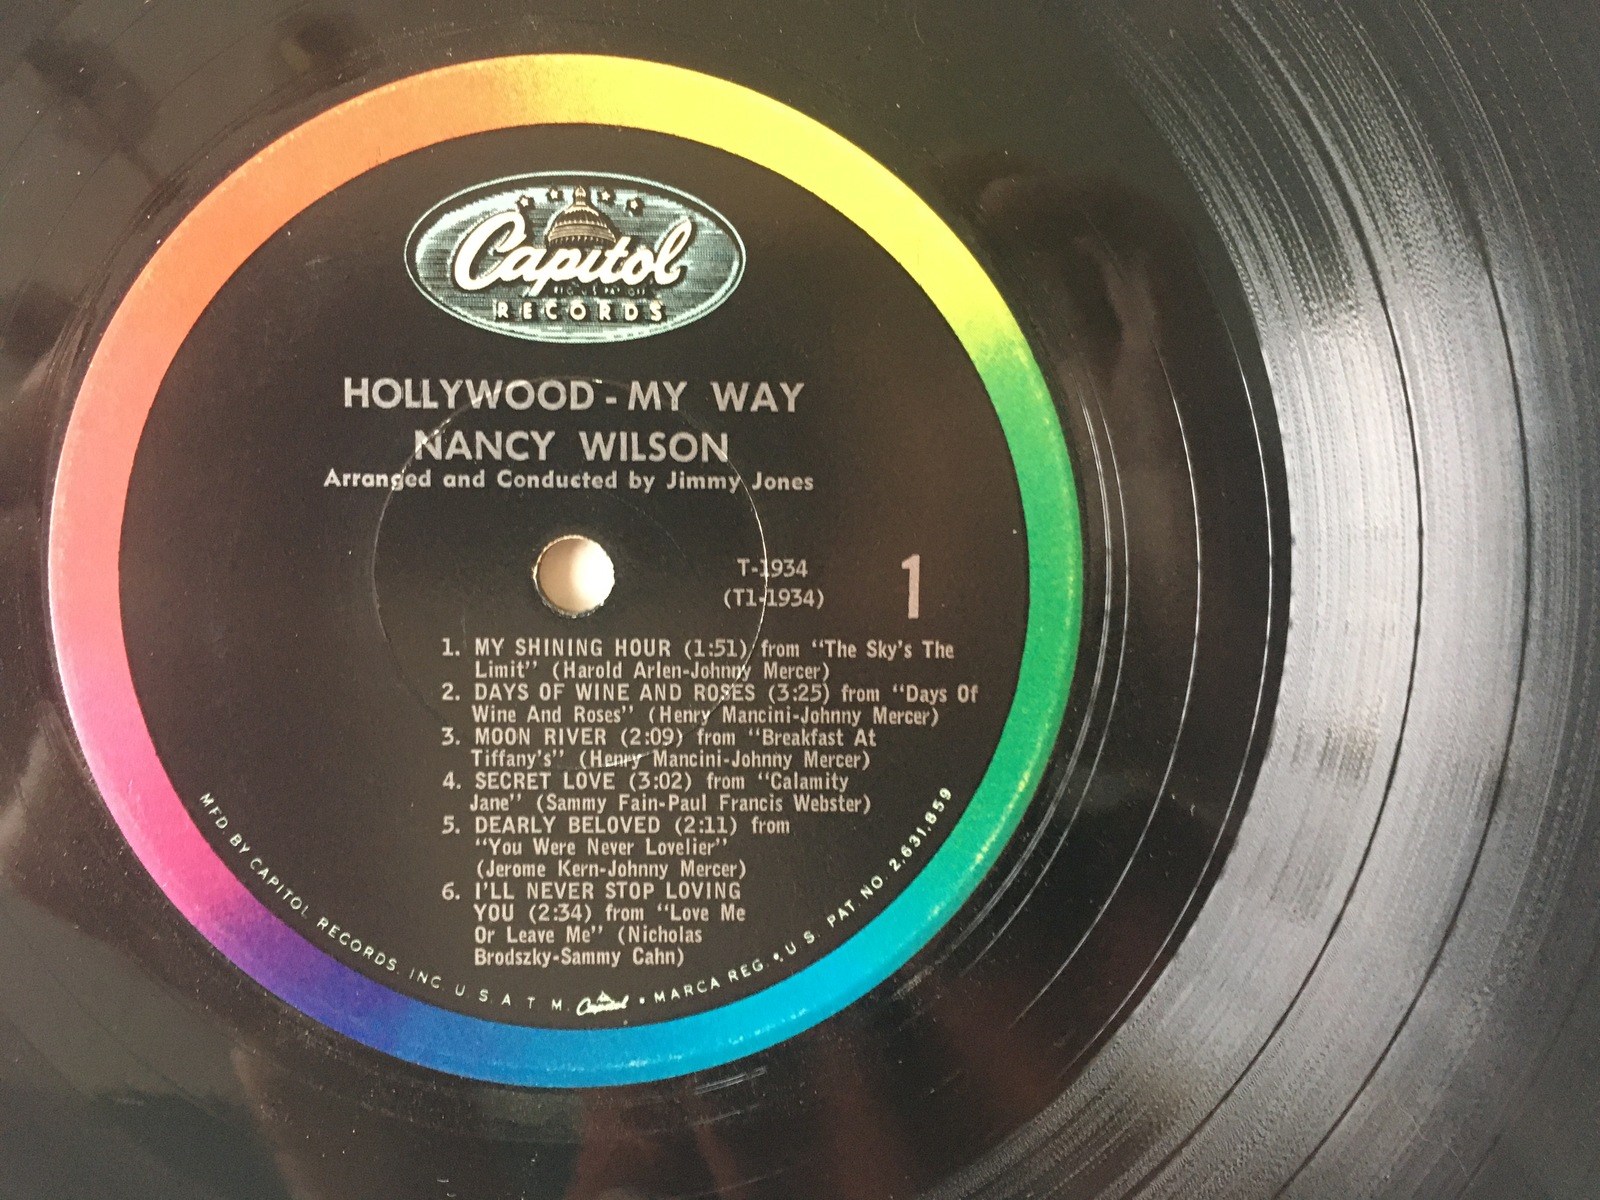 Capitol
RECORDS
HOLLYWOOD - MY WAY
NANCY WILSON
Arranged and Conducted by Jimmy Jones
T-1934
(T1-1934)
1
1. MY SHINING HOUR (1:51) from “The Sky’s The
Limit” (Harold Arlen-Johnny Mercer)
2. DAYS OF WINE AND ROSES (3:25) from “Days Of
Wine And Roses” (Henry Mancini-Johnny Mercer)
3. MOON RIVER (2:09) from “Breakfast At
Tiffany’s” (Henry Mancini-Johnny Mercer)
4. SECRET LOVE (3:02) from “Calamity
Jane” (Sammy Fain-Paul Francis Webster)
5. DEARLY BELOVED (2:11) from
“You Were Never Lovelier”
(Jerome Kern-Johnny Mercer)
6. I’LL NEVER STOP LOVING
YOU (2:34) from “Love Me
Or Leave Me” (Nicholas
Brodszky-Sammy Cahn)
MFD. BY CAPITOL RECORDS, INC. U. S. A. T. M. Capitol • MARCA REG. • U. S. PAT. NO. 2,631,859